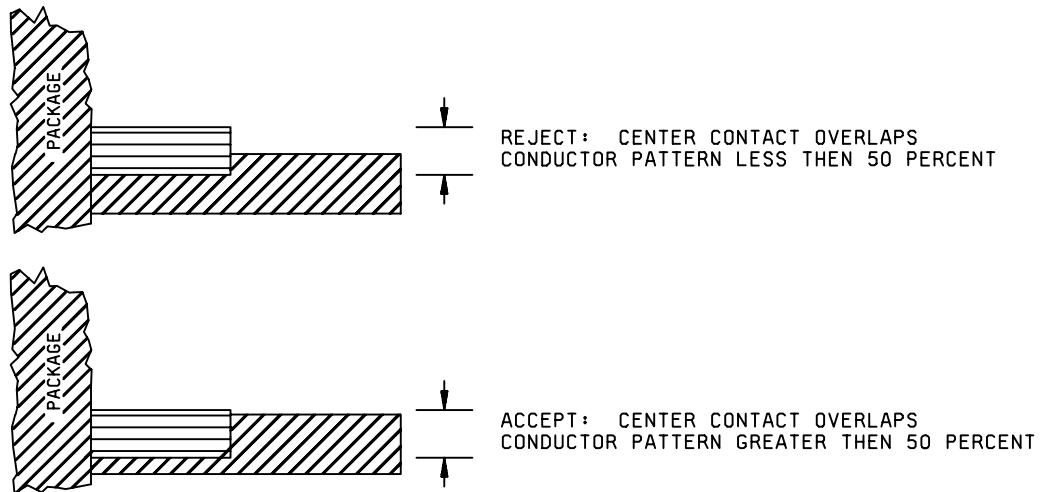 PACKAGE
REJECT: CENTER CONTACT OVERLAPS
CONDUCTOR PATTERN LESS THEN 50 PERCENT
PACKAGE
ACCEPT: CENTER CONTACT OVERLAPS
CONDUCTOR PATTERN GREATER THEN 50 PERCENT